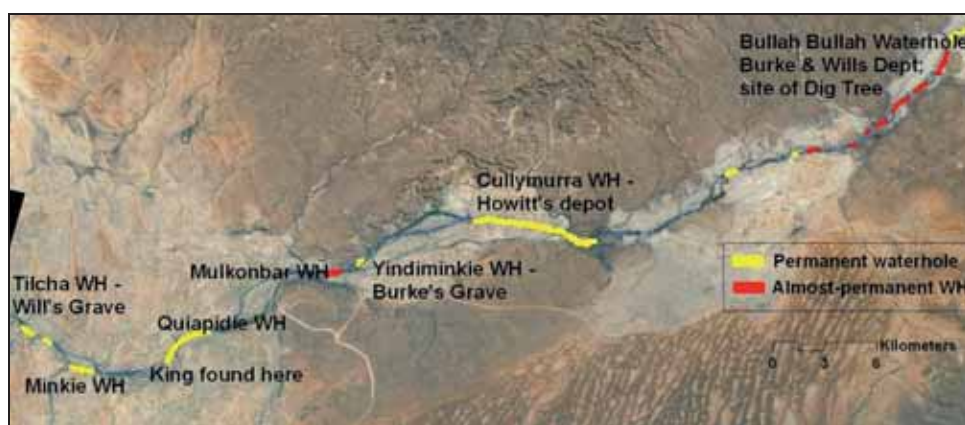 Bullah Bullah Waterhole
Burke & Wills Dept;
site of Dig Tree
Cullymurra WH -
Howitt's depot
Mulkonbar WH
Yindiminkie WH -
Burke's Grave
Tilcha WH -
Will's Grave
Quiapidie WH
Minkie WH
King found here
Permanent waterhole
Almost-permanent WH
Kilometers
0 3 6